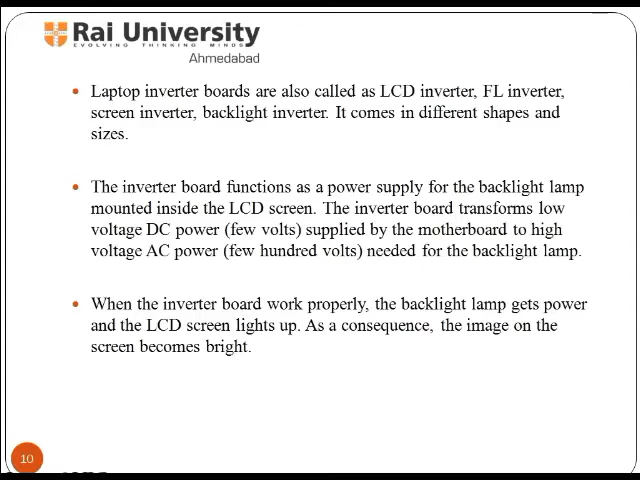 Rai University
EVOLVING THINKING MINDS
Ahmedabad
• Laptop inverter boards are also called as LCD inverter, FL inverter,
screen inverter, backlight inverter. It comes in different shapes and
sizes.
• The inverter board functions as a power supply for the backlight lamp
mounted inside the LCD screen. The inverter board transforms low
voltage DC power (few volts) supplied by the motherboard to high
voltage AC power (few hundred volts) needed for the backlight lamp.
• When the inverter board work properly, the backlight lamp gets power
and the LCD screen lights up. As a consequence, the image on the
screen becomes bright.
10